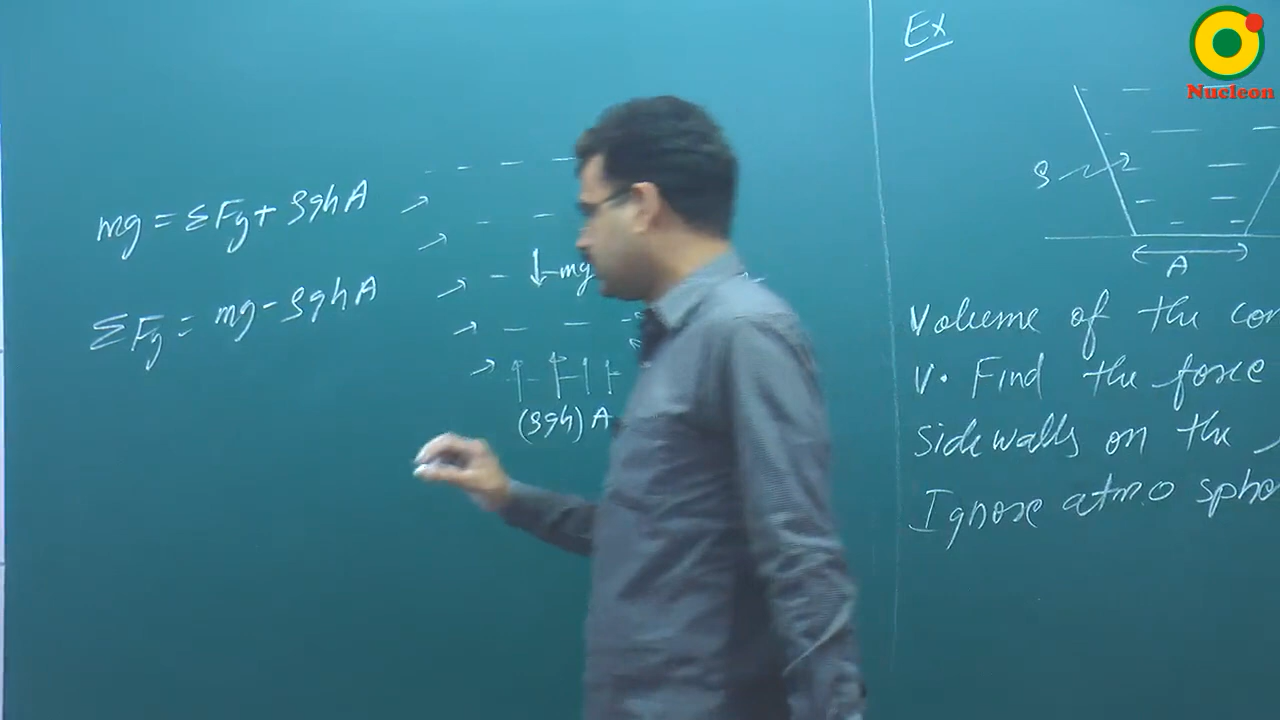 mg = ΣFy + ρghA
ΣFy = mg - ρghA
mg
(ρgh) A
Ex
ρ
A
Volume of the
V. Find the force
sidewalls on the
Ignore atmosphe
Nucleon